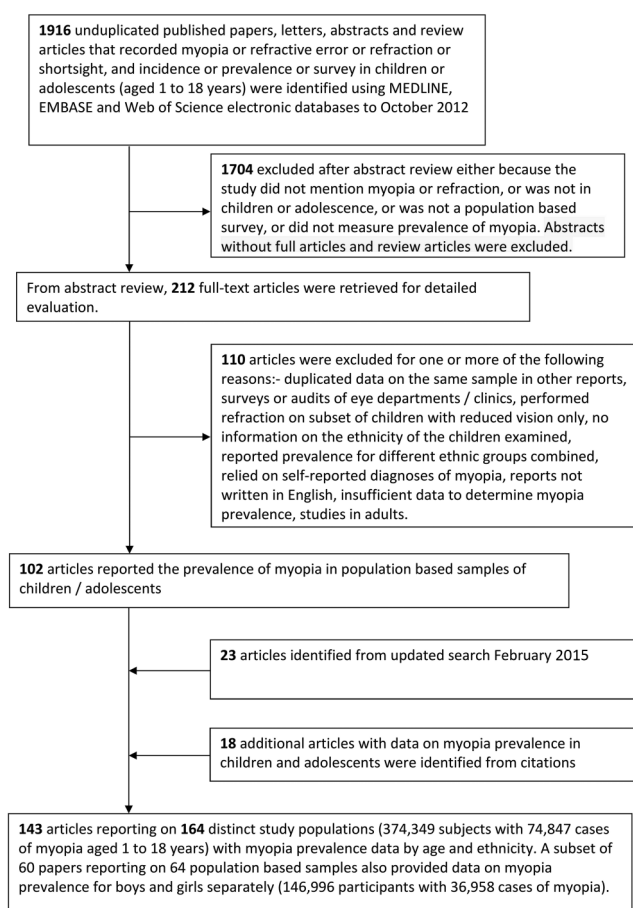 1916 unduplicated published papers, letters, abstracts and review
articles that recorded myopia or refractive error or refraction or
shortsight, and incidence or prevalence or survey in children or
adolescents (aged 1 to 18 years) were identified using MEDLINE,
EMBASE and Web of Science electronic databases to October 2012
1704 excluded after abstract review either because the
study did not mention myopia or refraction, or was not in
children or adolescence, or was not a population based
survey, or did not measure prevalence of myopia. Abstracts
without full articles and review articles were excluded.
From abstract review, 212 full-text articles were retrieved for detailed
evaluation.
110 articles were excluded for one or more of the following
reasons:- duplicated data on the same sample in other reports,
surveys or audits of eye departments / clinics, performed
refraction on subset of children with reduced vision only, no
information on the ethnicity of the children examined,
reported prevalence for different ethnic groups combined,
relied on self-reported diagnoses of myopia, reports not
written in English, insufficient data to determine myopia
prevalence, studies in adults.
102 articles reported the prevalence of myopia in population based samples of
children / adolescents
23 articles identified from updated search February 2015
18 additional articles with data on myopia prevalence in
children and adolescents were identified from citations
143 articles reporting on 164 distinct study populations (374,349 subjects with 74,847 cases
of myopia aged 1 to 18 years) with myopia prevalence data by age and ethnicity. A subset of
60 papers reporting on 64 population based samples also provided data on myopia
prevalence for boys and girls separately (146,996 participants with 36,958 cases of myopia).